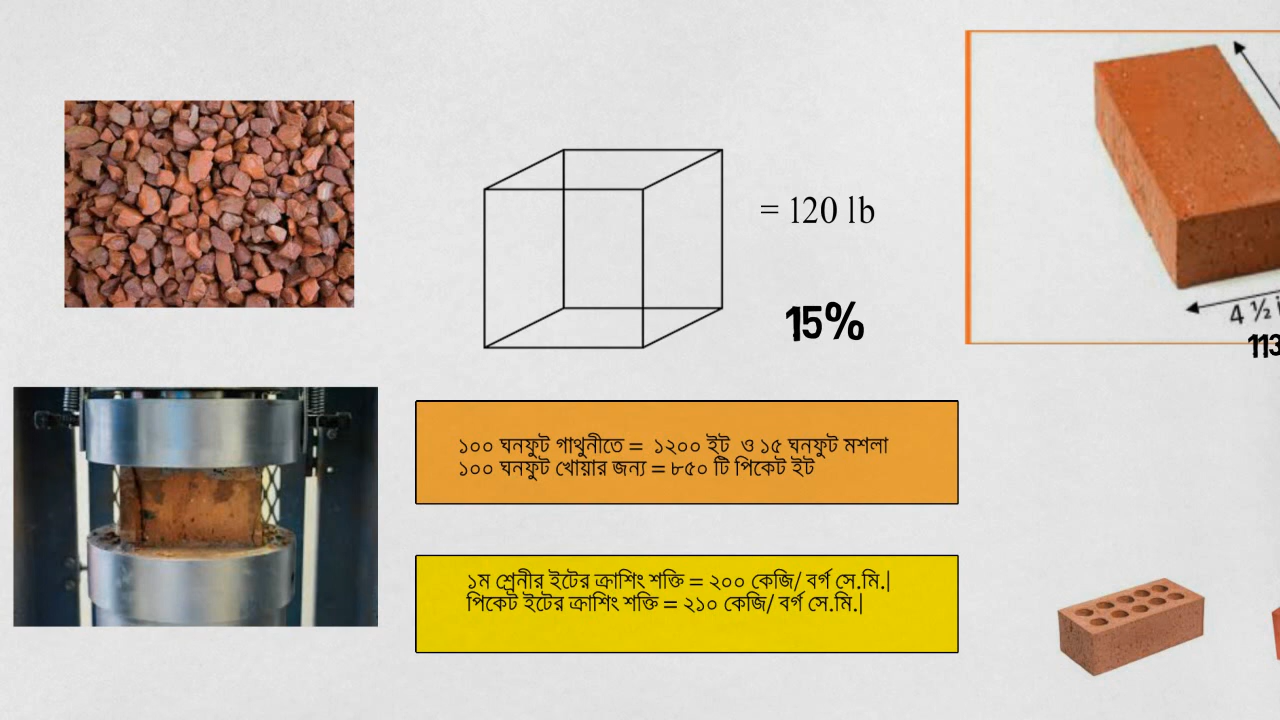 = 120 lb
15%
4 ½
113
১০০ ঘনফুট গাথুনীতে = ১২০০ ইট ও ১৫ ঘনফুট মশলা
১০০ ঘনফুট খোয়ার জন্য = ৮৫০ টি পিকেট ইট
১ম শ্রেনীর ইটের ক্রাশিং শক্তি = ২০০ কেজি/ বর্গ সে.মি.|
পিকেট ইটের ক্রাশিং শক্তি = ২১০ কেজি/ বর্গ সে.মি.|